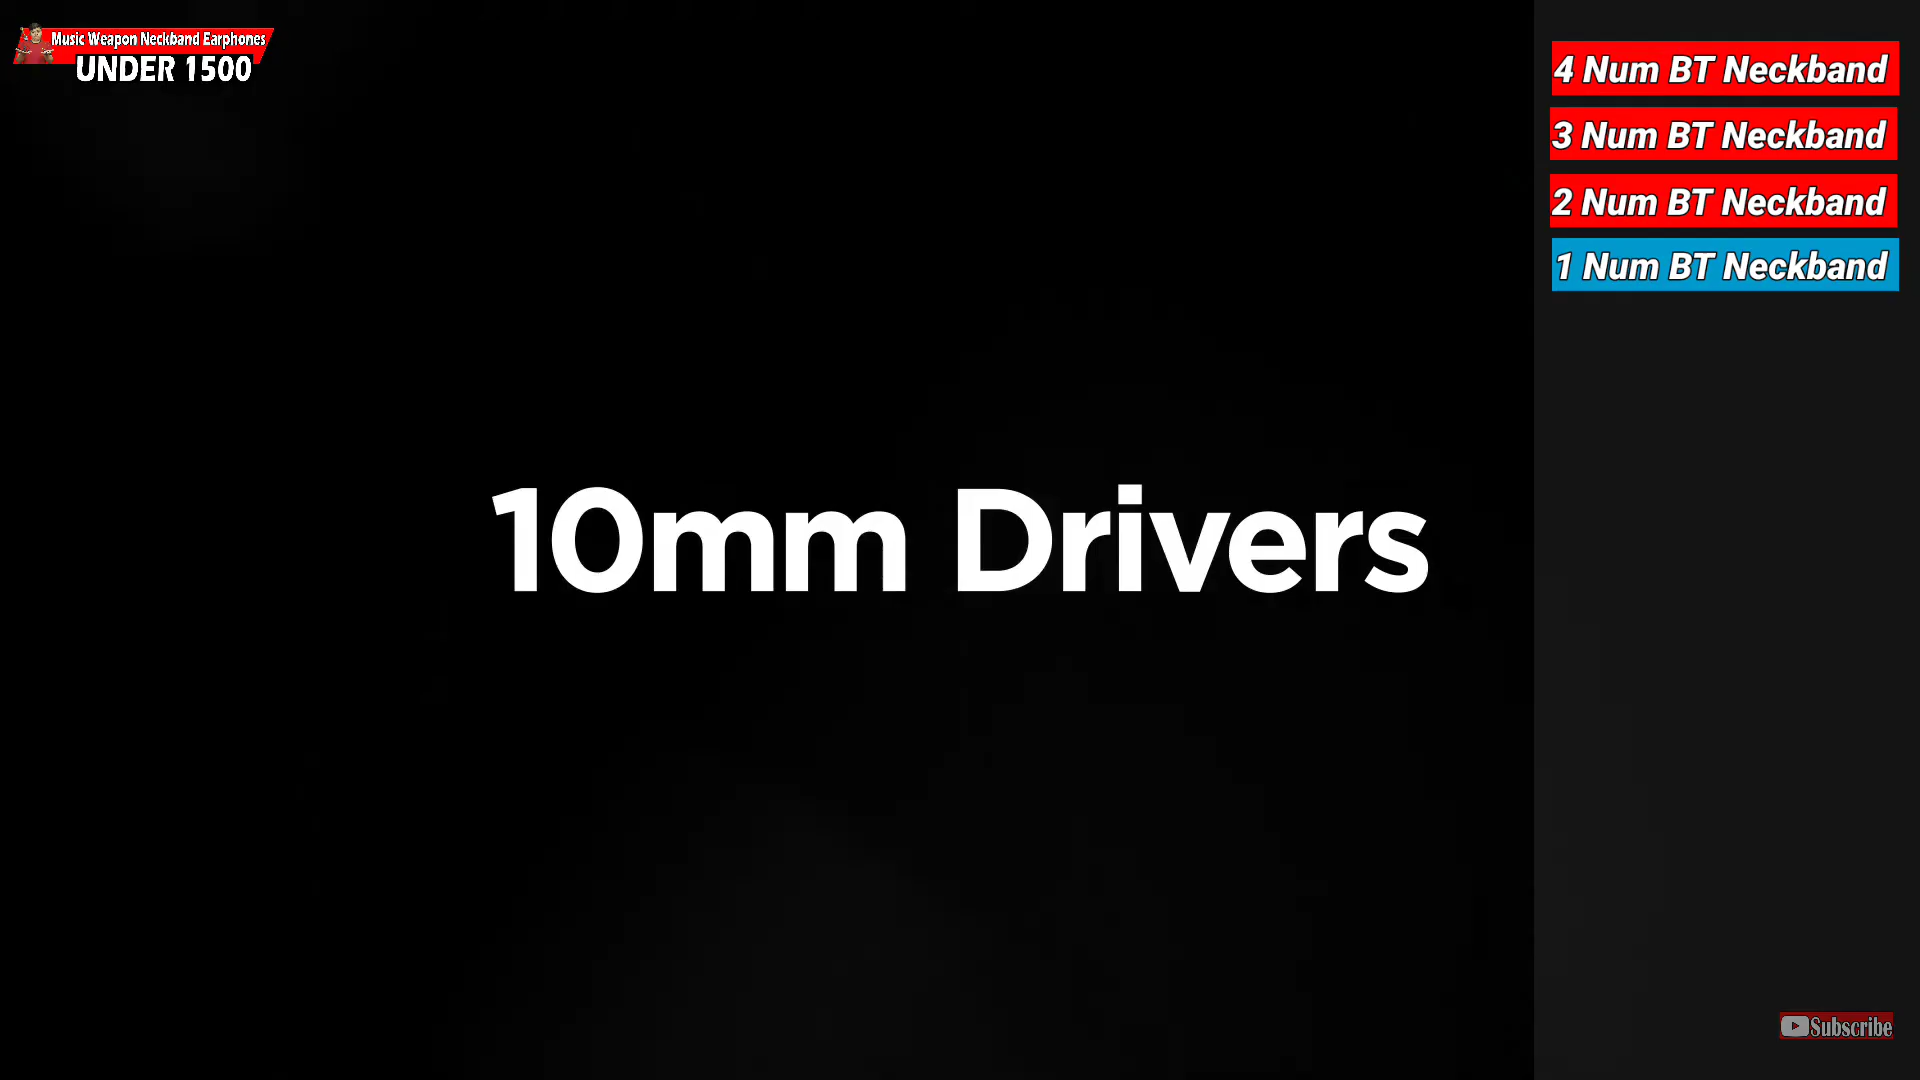 Music Weapon Neckband Earphones
UNDER 1500
4 Num BT Neckband
3 Num BT Neckband
2 Num BT Neckband
1 Num BT Neckband
10mm Drivers
Subscribe